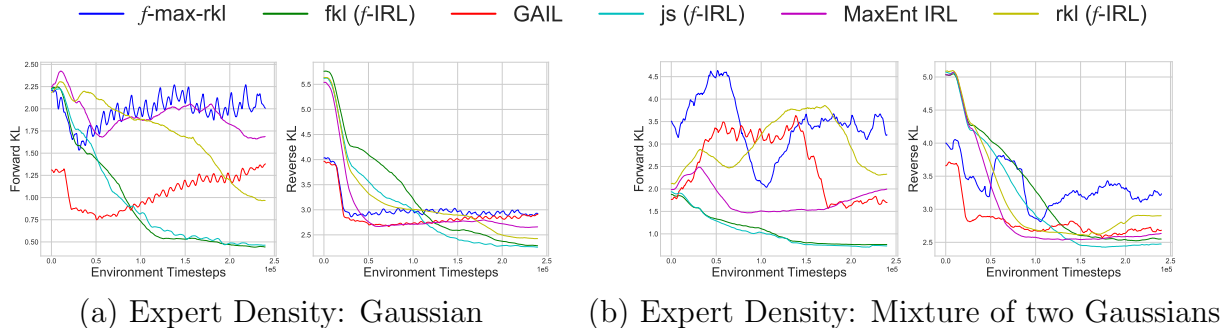 f-max-rkl fkl (f-IRL) GAIL js (f-IRL) MaxEnt IRL rkl (f-IRL)
Forward KL
2.50
2.25
2.00
1.75
1.50
1.25
1.00
0.75
0.50
0.0 0.5 1.0 1.5 2.0 2.5
1e5
Environment Timesteps
Reverse KL
5.5
5.0
4.5
4.0
3.5
3.0
2.5
0.0 0.5 1.0 1.5 2.0 2.5
1e5
Environment Timesteps
(a) Expert Density: Gaussian
Forward KL
4.5
4.0
3.5
3.0
2.5
2.0
1.5
1.0
0.0 0.5 1.0 1.5 2.0 2.5
1e5
Environment Timesteps
Reverse KL
5.0
4.5
4.0
3.5
3.0
2.5
0.0 0.5 1.0 1.5 2.0 2.5
1e5
Environment Timesteps
(b) Expert Density: Mixture of two Gaussians